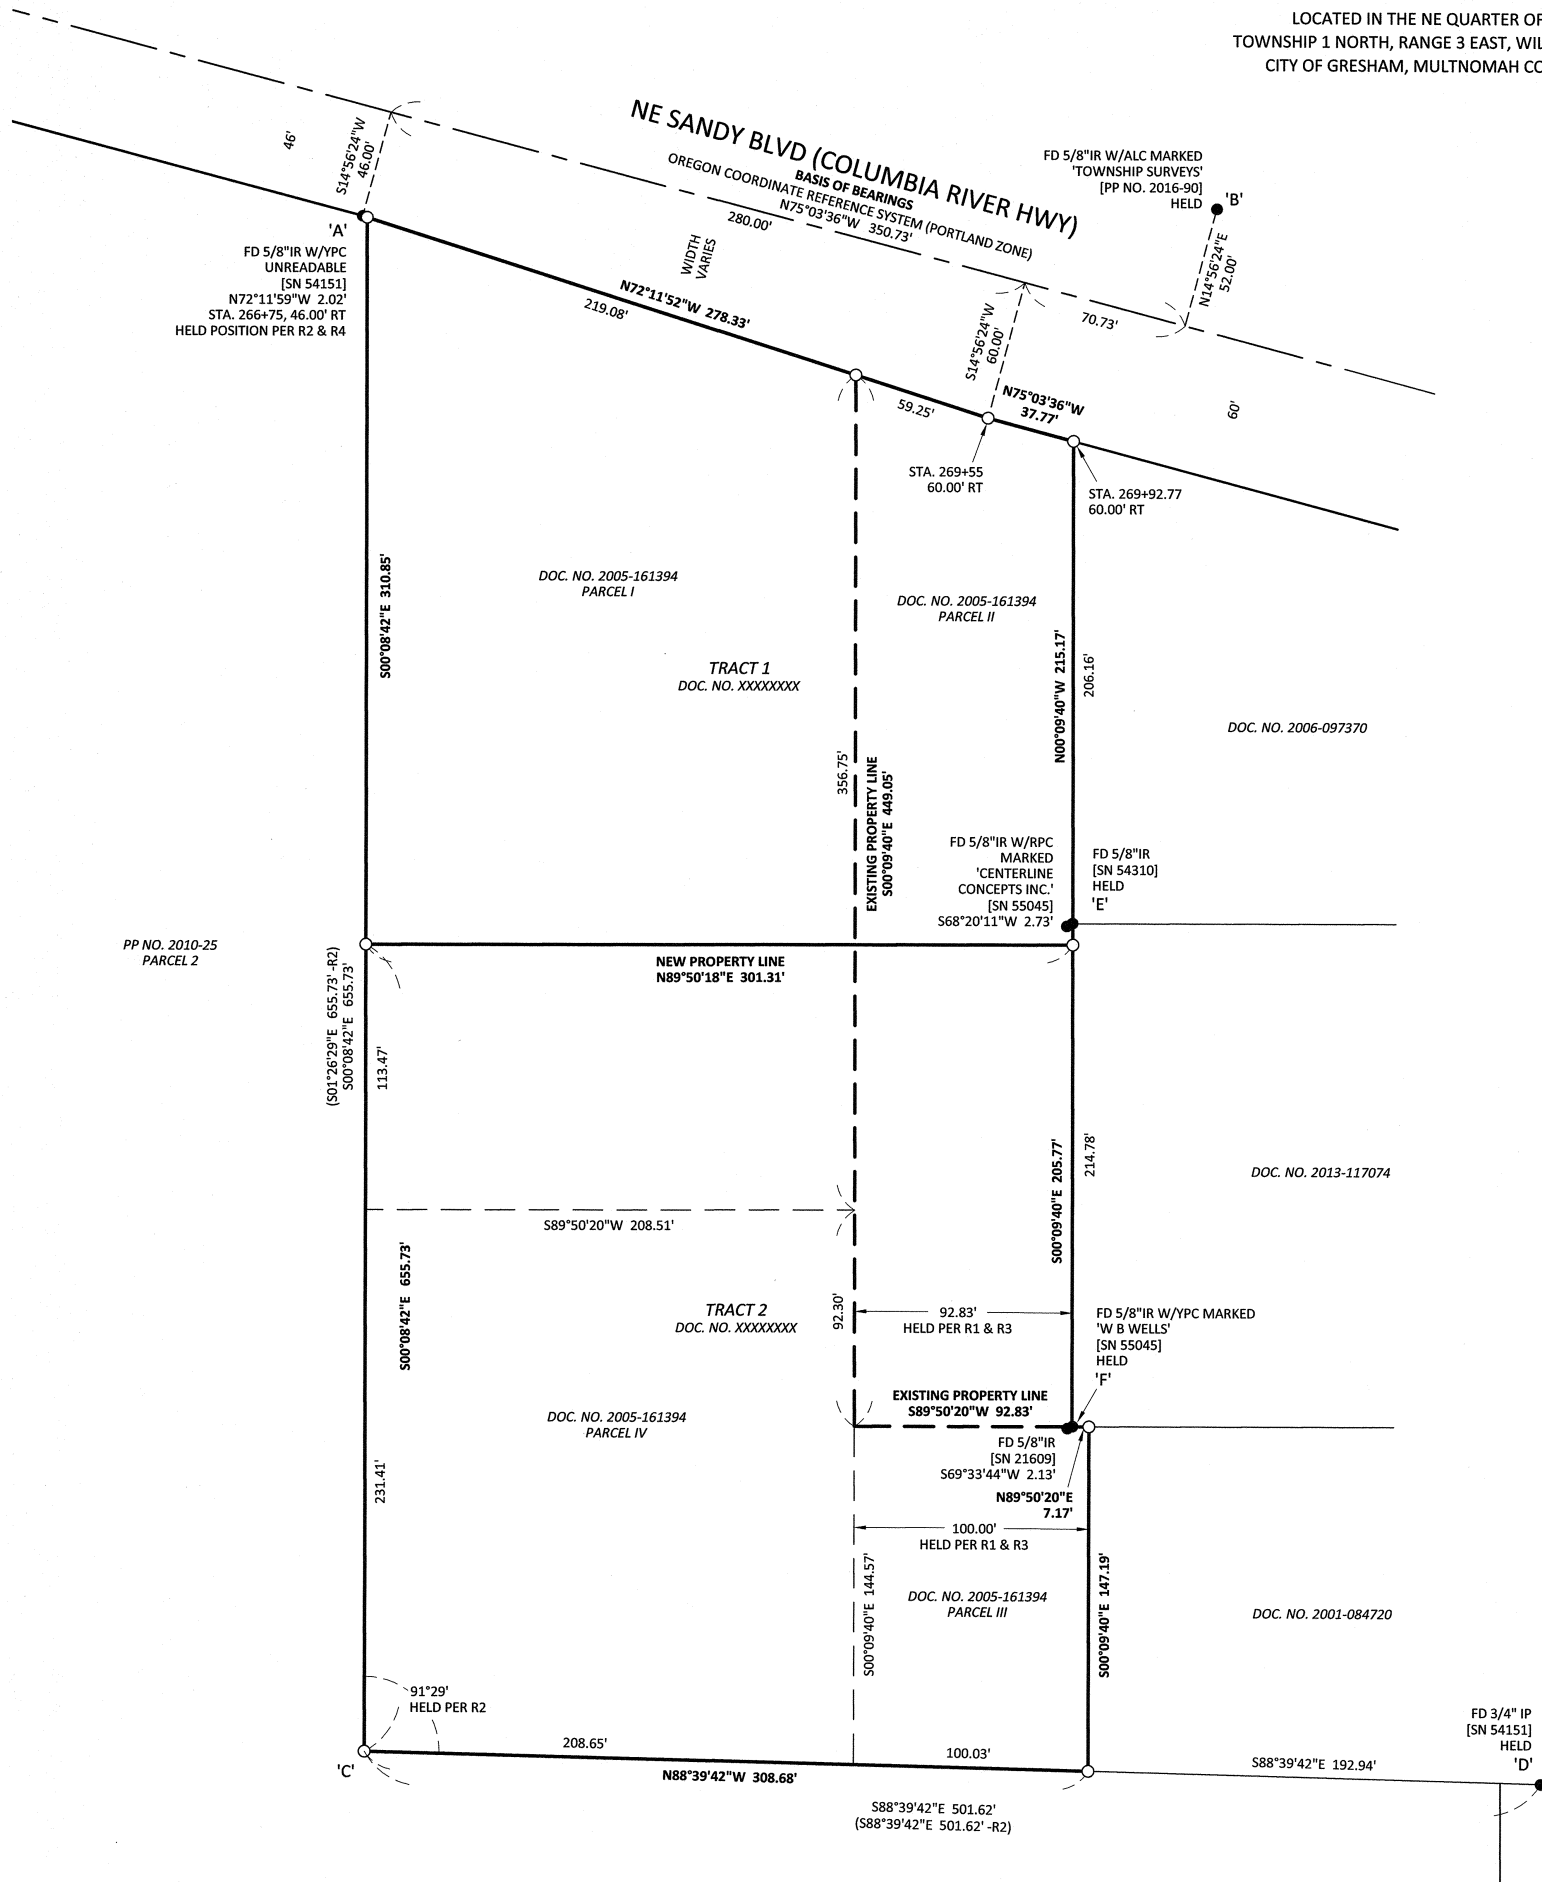 LOCATED IN THE NE QUARTER OF
TOWNSHIP 1 NORTH, RANGE 3 EAST, WIL
CITY OF GRESHAM, MULTNOMAH CO
NE SANDY BLVD (COLUMBIA RIVER HWY)
OREGON COORDINATE REFERENCE SYSTEM (PORTLAND ZONE)
BASIS OF BEARINGS
N75°03'36"W 350.73'
280.00'
70.73'
46'
S14°56'24"W
46.00'
WIDTH
VARIES
FD 5/8"IR W/ALC MARKED
'TOWNSHIP SURVEYS'
[PP NO. 2016-90]
HELD
'B'
N14°56'24"E
52.00'
60'
'A'
FD 5/8"IR W/YPC
UNREADABLE
[SN 54151]
N72°11'59"W 2.02'
STA. 266+75, 46.00' RT
HELD POSITION PER R2 & R4
N72°11'52"W 278.33'
219.08'
59.25'
S14°56'24"W
60.00'
N75°03'36"W
37.77'
STA. 269+55
60.00' RT
STA. 269+92.77
60.00' RT
S00°08'42"E 310.85'
DOC. NO. 2005-161394
PARCEL I
DOC. NO. 2005-161394
PARCEL II
TRACT 1
DOC. NO. XXXXXXXX
N00°09'40"W 215.17'
206.16'
DOC. NO. 2006-097370
356.75'
EXISTING PROPERTY LINE
S00°09'40"E 449.05'
FD 5/8"IR W/RPC
MARKED
'CENTERLINE
CONCEPTS INC.'
[SN 55045]
S68°20'11"W 2.73'
FD 5/8"IR
[SN 54310]
HELD
'E'
PP NO. 2010-25
PARCEL 2
NEW PROPERTY LINE
N89°50'18"E 301.31'
(S01°26'29"E 655.73' -R2)
S00°08'42"E 655.73'
113.47'
S00°09'40"E 205.77'
214.78'
DOC. NO. 2013-117074
S89°50'20"W 208.51'
S00°08'42"E 655.73'
TRACT 2
DOC. NO. XXXXXXXX
92.30'
92.83'
HELD PER R1 & R3
FD 5/8"IR W/YPC MARKED
'W B WELLS'
[SN 55045]
HELD
'F'
EXISTING PROPERTY LINE
S89°50'20"W 92.83'
DOC. NO. 2005-161394
PARCEL IV
FD 5/8"IR
[SN 21609]
S69°33'44"W 2.13'
N89°50'20"E
7.17'
231.41'
100.00'
HELD PER R1 & R3
S00°09'40"E 144.57'
DOC. NO. 2005-161394
PARCEL III
S00°09'40"E 147.19'
DOC. NO. 2001-084720
91°29'
HELD PER R2
FD 3/4" IP
[SN 54151]
HELD
'D'
'C'
208.65'
100.03'
N88°39'42"W 308.68'
S88°39'42"E 192.94'
S88°39'42"E 501.62'
(S88°39'42"E 501.62' -R2)